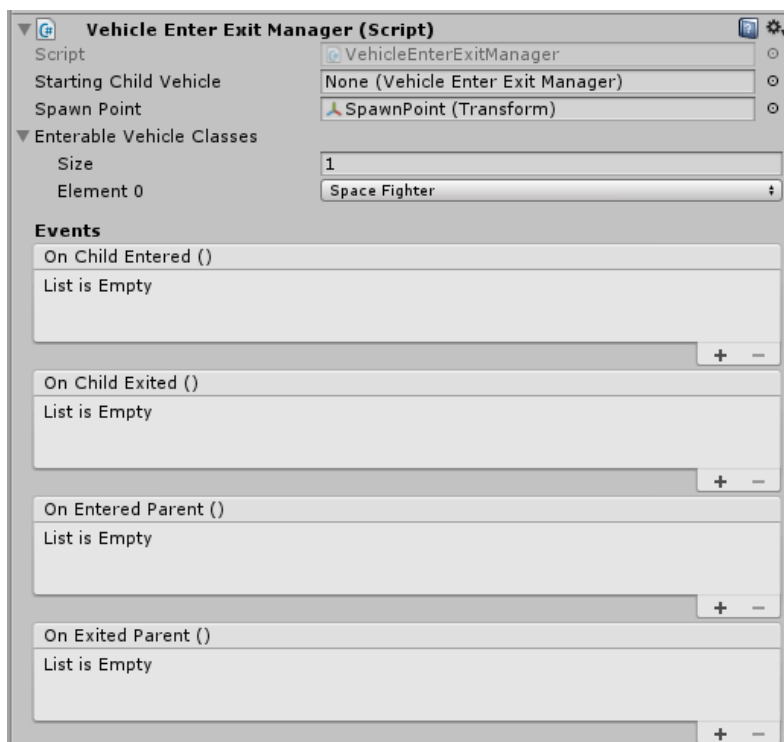 Vehicle Enter Exit Manager (Script)
Script VehicleEnterExitManager
Starting Child Vehicle None (Vehicle Enter Exit Manager)
Spawn Point SpawnPoint (Transform)
Enterable Vehicle Classes
Size 1
Element 0 Space Fighter
Events
On Child Entered ()
List is Empty
+ −
On Child Exited ()
List is Empty
+ −
On Entered Parent ()
List is Empty
+ −
On Exited Parent ()
List is Empty
+ −